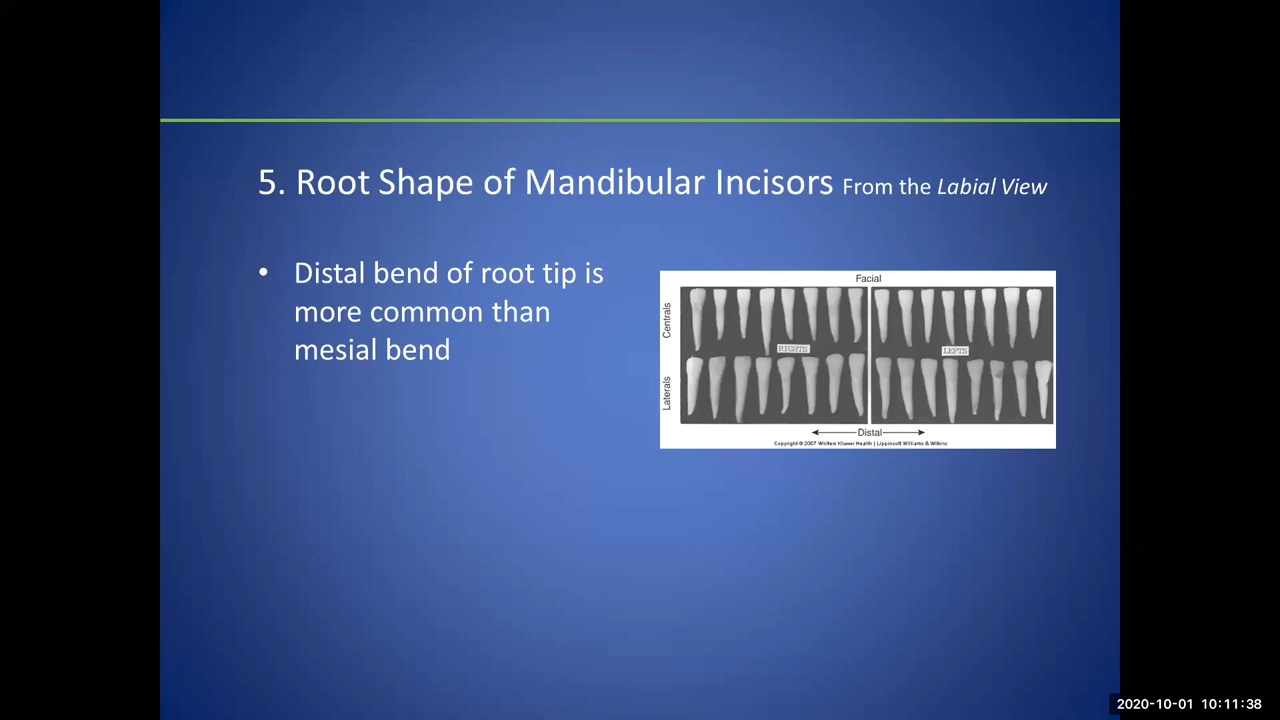 5. Root Shape of Mandibular Incisors From the Labial View
• Distal bend of root tip is
more common than
mesial bend
Facial
Centrals
RIGHTS
LEFTS
Laterals
Distal
Copyright © 2007 Wolters Kluwer Health | Lippincott Williams & Wilkins
2020-10-01 10:11:38